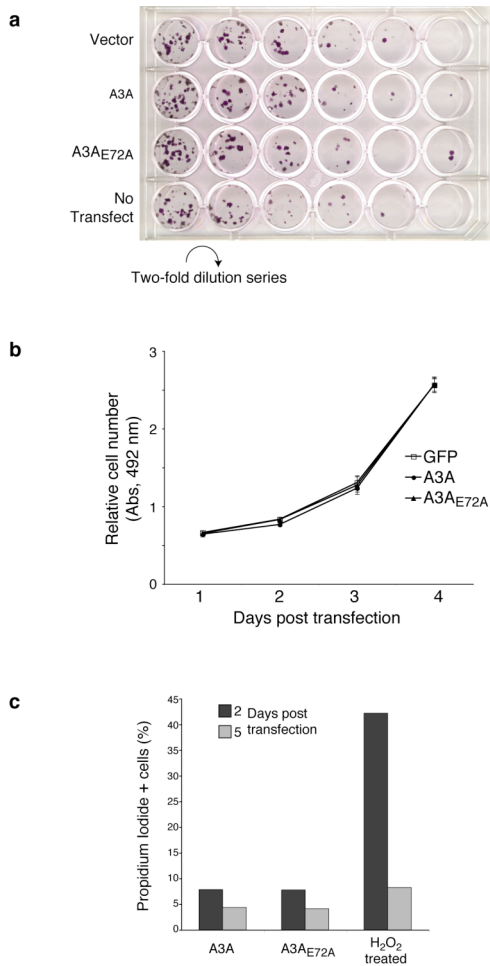 a
Vector
A3A
A3AE72A
No
Transfect
Two-fold dilution series
b
3
2
1
0
Relative cell number
(Abs, 492 nm)
GFP
A3A
A3AE72A
1 2 3 4
Days post transfection
c
45
40
35
30
25
20
15
10
5
0
Propidium Iodide + cells (%)
2 Days post
5 transfection
A3A A3AE72A H2O2
treated